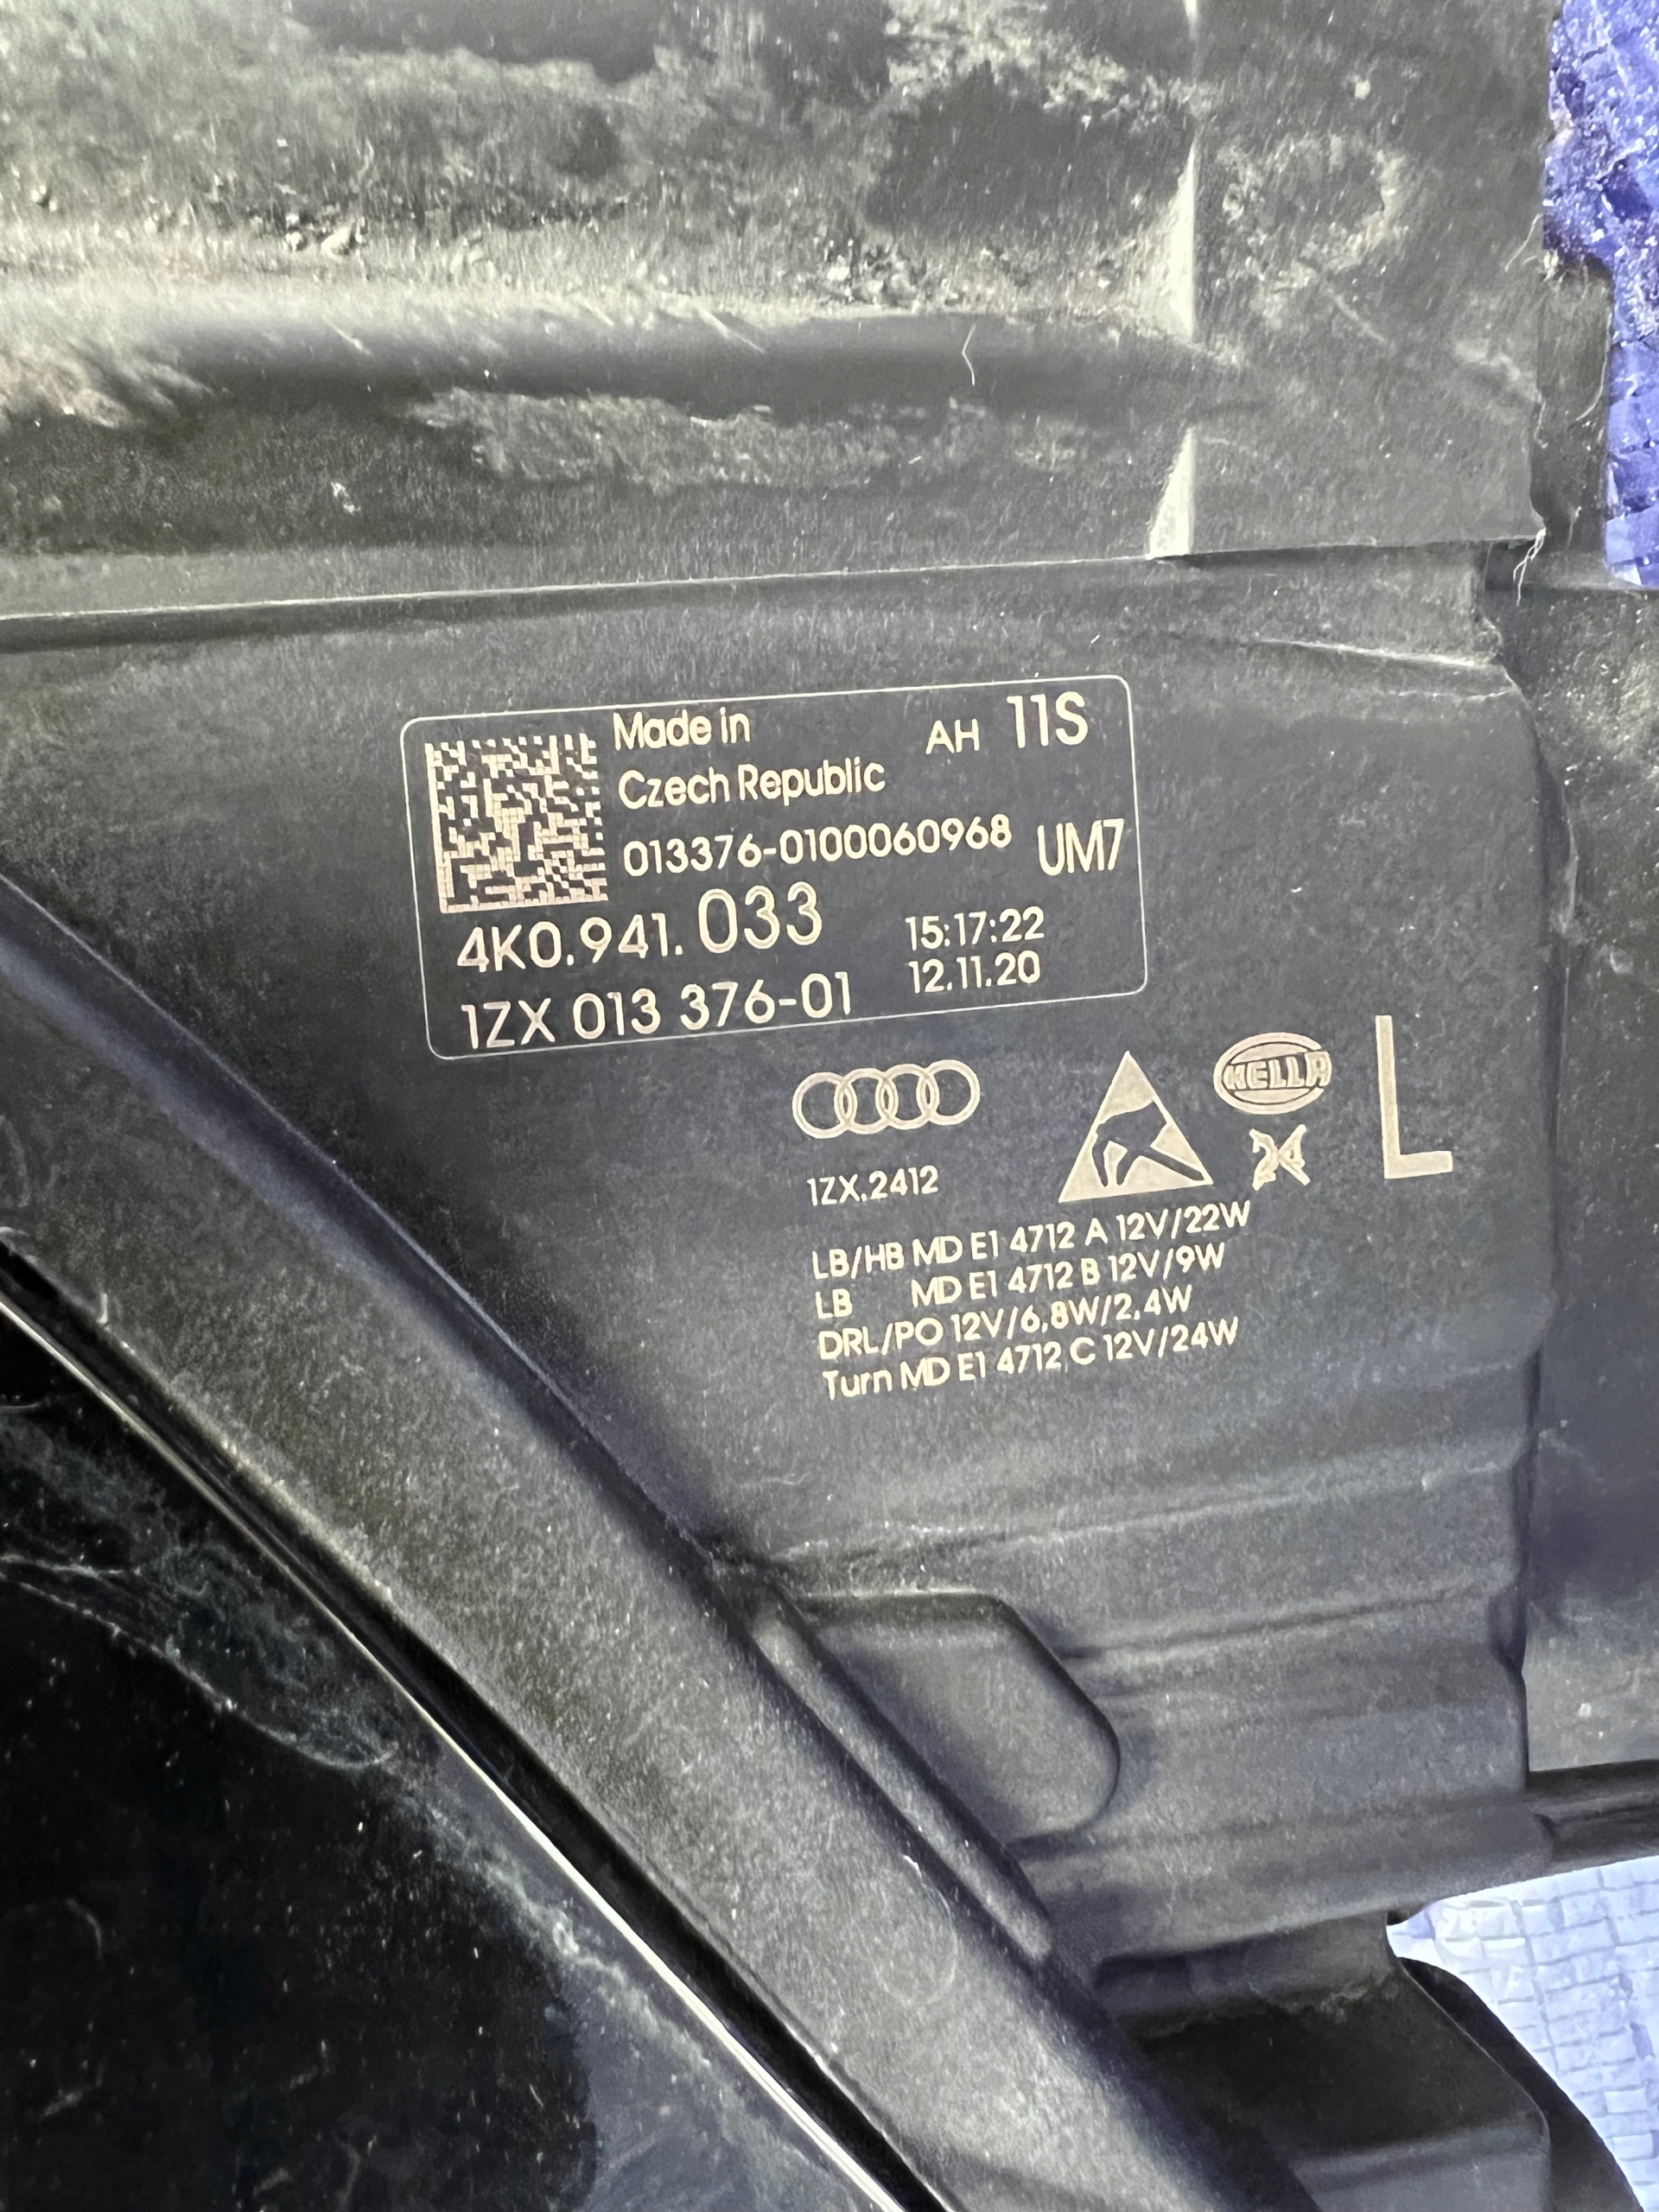 Made in AH 11S
Czech Republic
013376-0100060968 UM7
4K0.941.033 15:17:22
1ZX 013 376-01 12.11.20
HELLA L
1ZX.2412
LB/HB MD E1 4712 A 12V/22W
LB MD E1 4712 B 12V/9W
DRL/PO 12V/6,8W/2,4W
Turn MD E1 4712 C 12V/24W